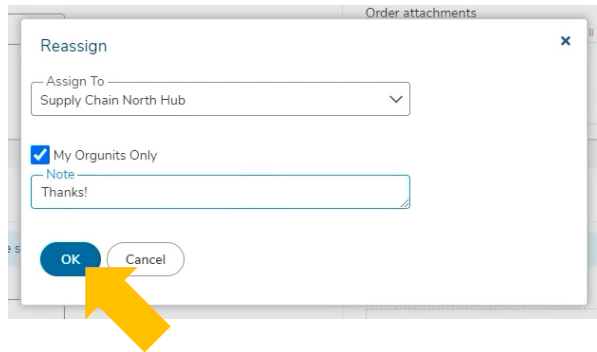 Order attachments
Reassign
Assign To
Supply Chain North Hub
My Orgunits Only
Note
Thanks!
e s
OK
Cancel